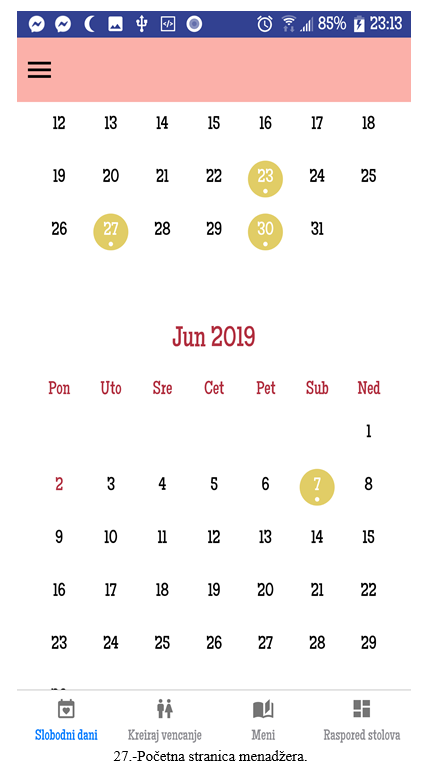 85% 23:13
12 13 14 15 16 17 18
19 20 21 22 23 24 25
26 27 28 29 30 31
Jun 2019
Pon Uto Sre Cet Pet Sub Ned
1
2 3 4 5 6 7 8
9 10 11 12 13 14 15
16 17 18 19 20 21 22
23 24 25 26 27 28 29
Slobodni dani Kreiraj vencanje Meni Raspored stolova
27.-Početna stranica menadžera.